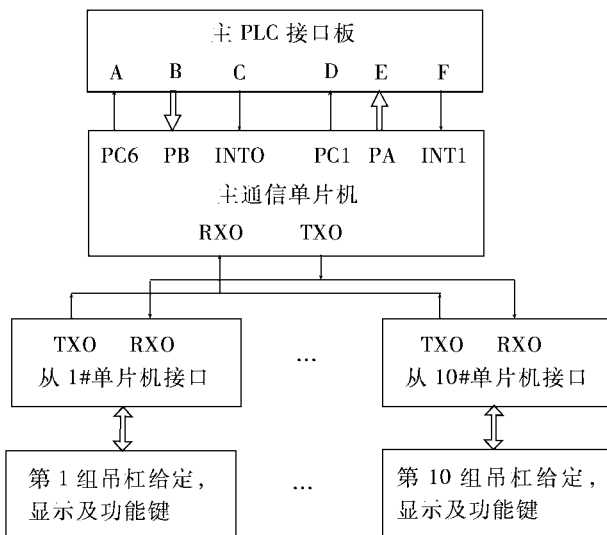 主 PLC 接口板
A B C D E F
PC6 PB INTO PC1 PA INT1
主通信单片机
RXO TXO
TXO RXO
从 1#单片机接口
...
TXO RXO
从 10#单片机接口
第 1 组吊杠给定，
显示及功能键
...
第 10 组吊杠给定，
显示及功能键